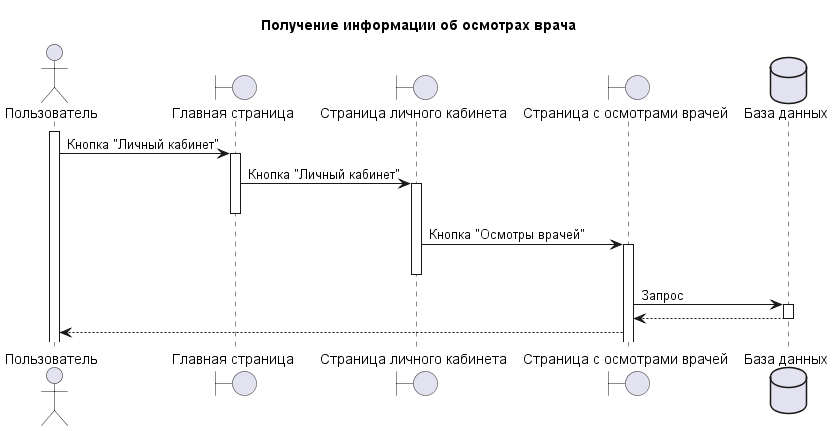 Получение информации об осмотрах врача
Пользователь
Главная страница
Страница личного кабинета
Страница с осмотрами врачей
База данных
Кнопка "Личный кабинет"
Кнопка "Личный кабинет"
Кнопка "Осмотры врачей"
Запрос
Пользователь
Главная страница
Страница личного кабинета
Страница с осмотрами врачей
База данных